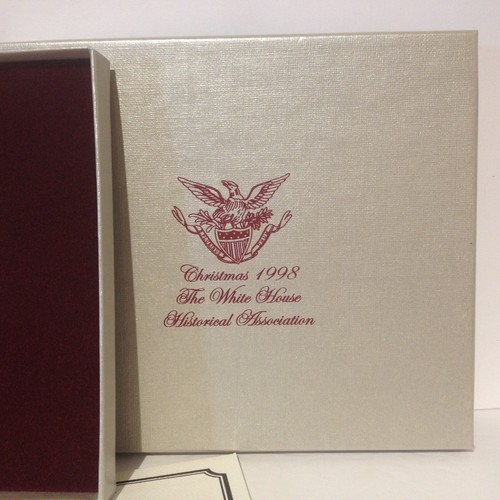 Christmas 1998
The White House
Historical Association